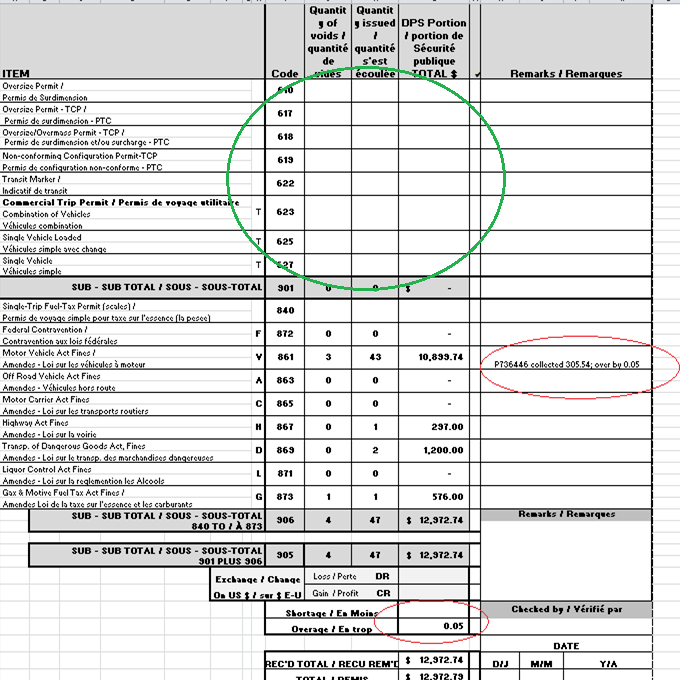 Quantit
y of
voids /
quantité
de
vides
Quantit
y issued /
quantité
s'est
écoulée
DPS Portion
/ portion de
Sécurité
publique
TOTAL $
ITEM Code Remarks / Remarques
Oversize Permit /
Permis de Surdimension 610
Oversize Permit - TCP /
Permis de surdimension - PTC 617
Oversize/Overmass Permit - TCP /
Permis de surdimension et/ou surcharge - PTC 618
Non-conforming Configuration Permit-TCP
Permis de configuration non-conforme - PTC 619
Transit Marker /
Indicatif de transit 622
Commercial Trip Permit / Permis de voyage utilitaire
Combination of Vehicles T 623
Véhicules combination
Single Vehicle Loaded T 625
Véhicules simple avec change
Single Vehicle T 627
Véhicules simple
SUB - SUB TOTAL / SOUS - SOUS-TOTAL 901 0 0 $ -
Single-Trip Fuel-Tax Permit (scales) / 840
Permis de voyage simple pour taxe sur l'essence (la pesee)
Federal Contravention / F 872 0 0 -
Contravention aux lois fédérales
Motor Vehicle Act Fines / V 861 3 43 10,899.74 P736446 collected 305.54; over by 0.05
Amendes - Loi sur les véhicules à moteur
Off Road Vehicle Act Fines A 863 0 0 -
Amendes - Véhicules hors route
Motor Carrier Act Fines C 865 0 0 -
Amendes - Loi sur les transports routiers
Highway Act Fines H 867 0 1 297.00
Amendes - Loi sur la voirie
Transp. of Dangerous Goods Act, Fines D 869 0 2 1,200.00
Amendes - Loi sur le transp. des marchandises dangereuses
Liquor Control Act Fines L 871 0 0 -
Amendes - Loi sur la reglemention les Alcools
Gax & Motive Fuel Tax Act Fines / G 873 1 1 576.00
Amendes Loi de la taxe sur l'essence et les carburants
SUB - SUB TOTAL / SOUS - SOUS-TOTAL 906 4 47 $ 12,972.74 Remarks / Remarques
840 TO / À 873
SUB - SUB TOTAL / SOUS - SOUS-TOTAL 905 4 47 $ 12,972.74
901 PLUS 906
Exchange / Change Loss / Perte DR
On US $ / sur $ E-U Gain / Profit CR
Shortage / En Moins Checked by / Vérifié par
Overage / En trop 0.05
DATE
REC'D TOTAL / RECU REM'D $ 12,972.74 D/J M/M Y/A
TOTAL / REMIS $ 12,972.79